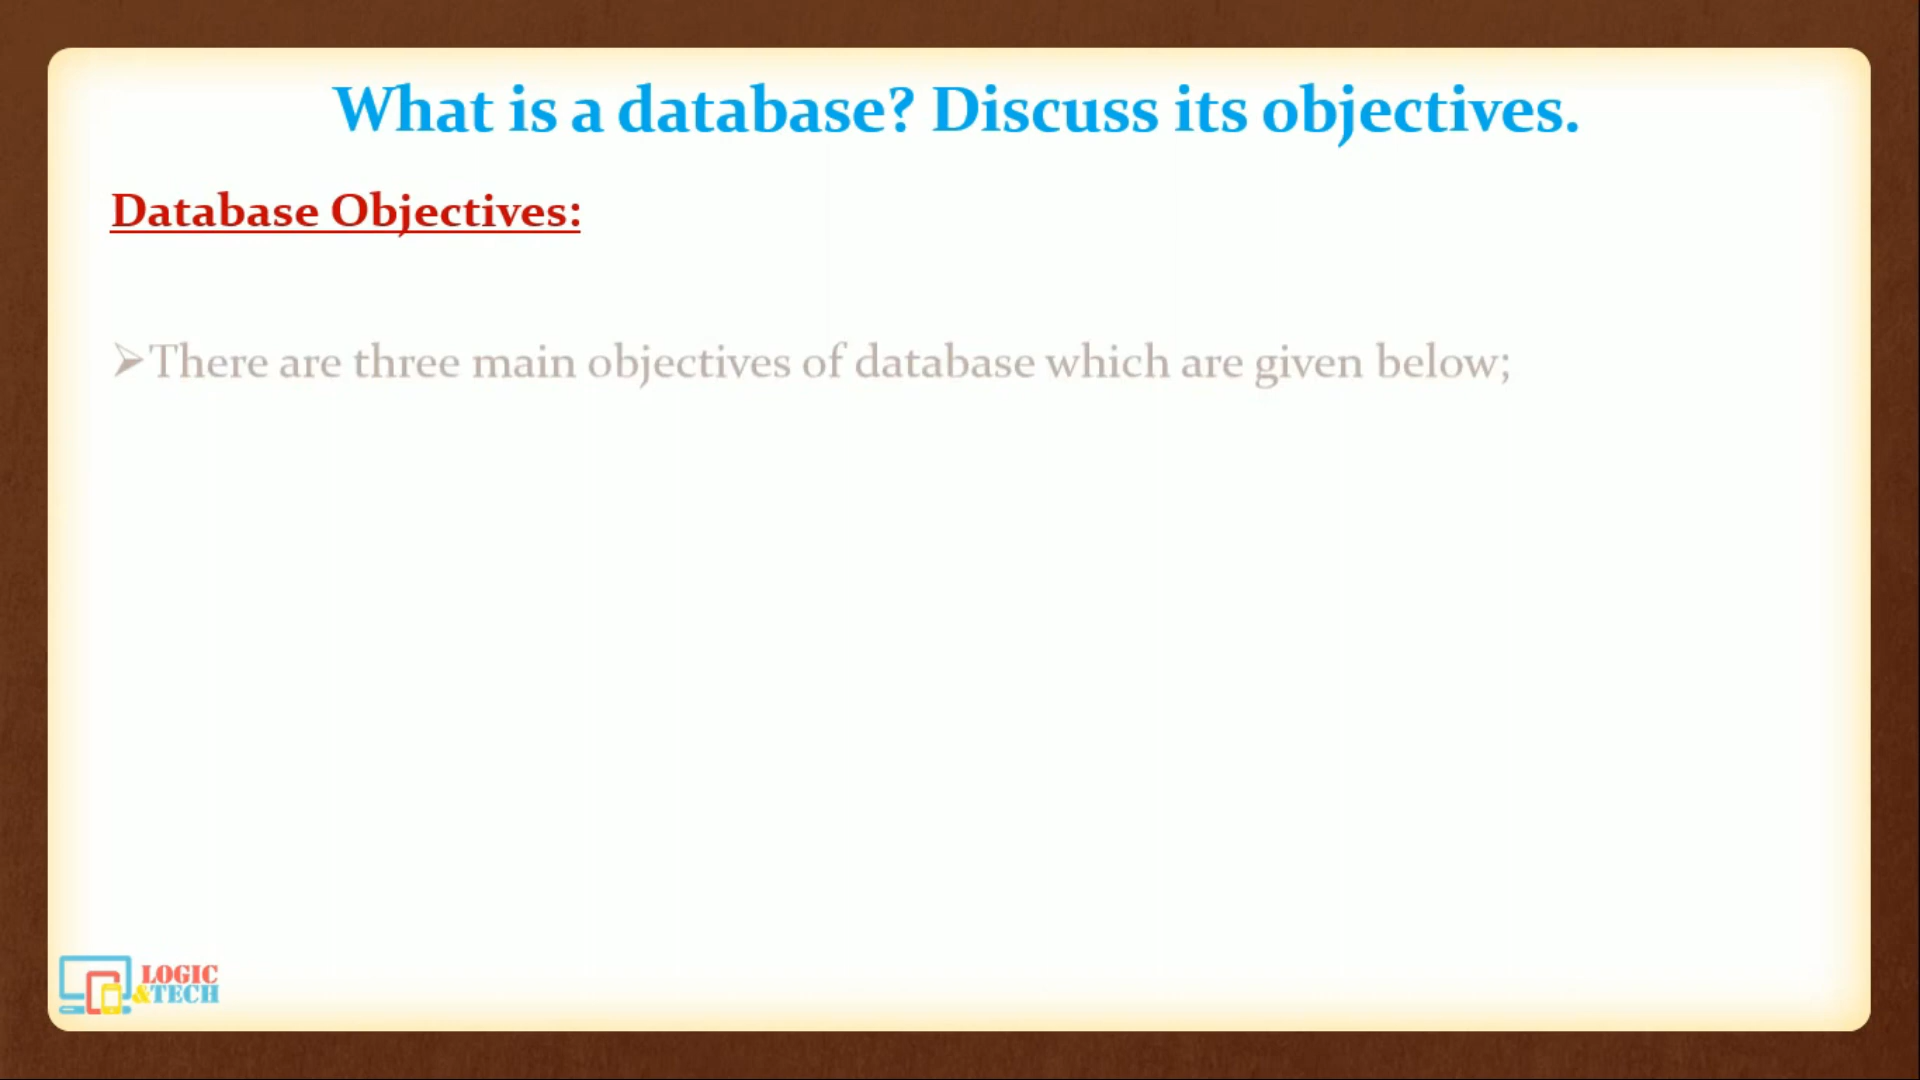 What is a database? Discuss its objectives.
Database Objectives:
➢There are three main objectives of database which are given below;
LOGIC
&TECH